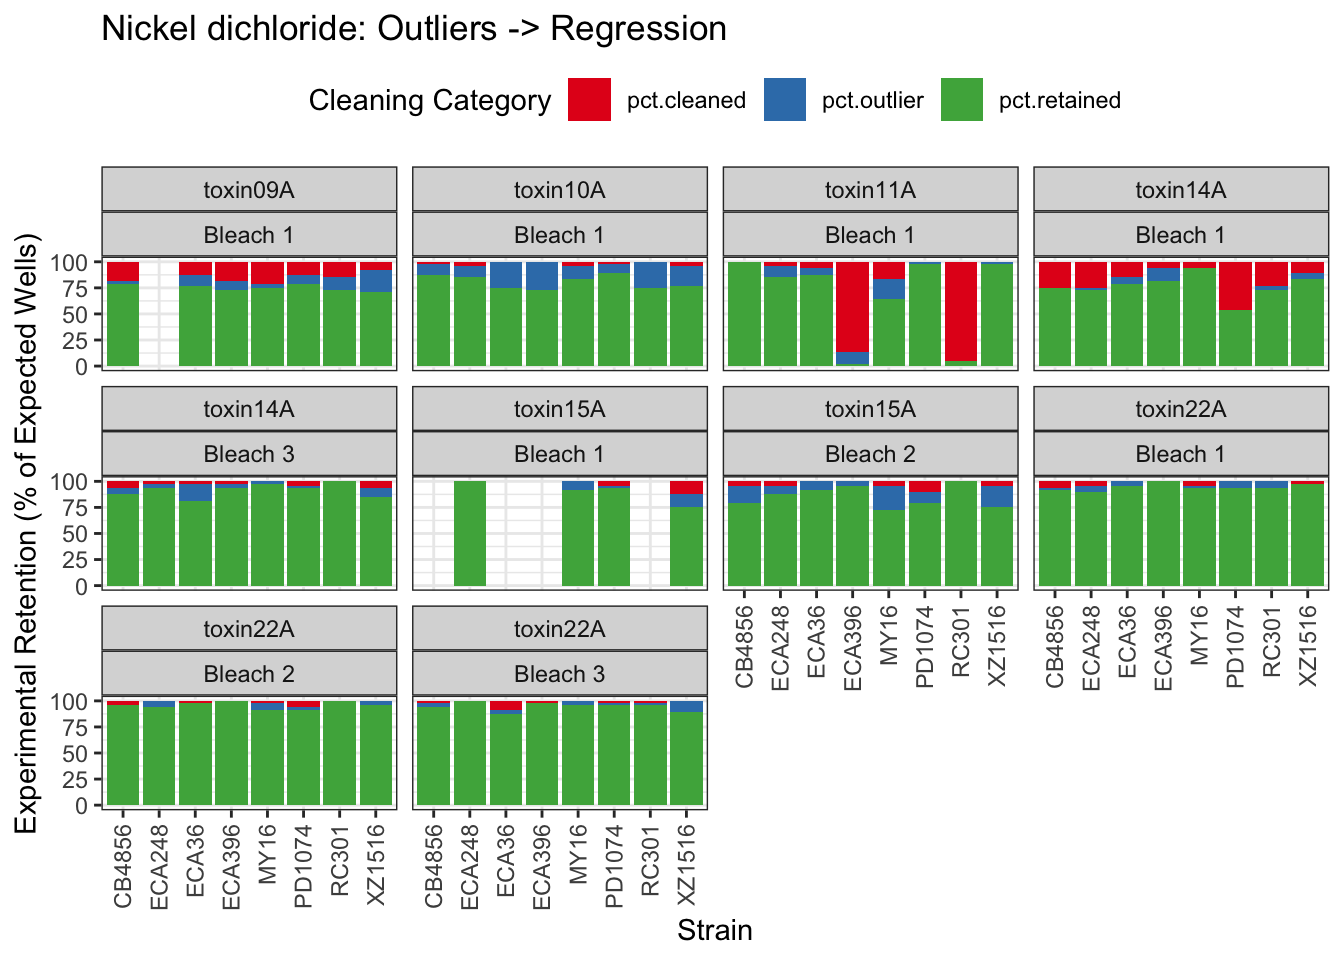 Nickel dichloride: Outliers -> Regression
Cleaning Category pct.cleaned pct.outlier pct.retained
toxin09A toxin10A toxin11A toxin14A
Bleach 1 Bleach 1 Bleach 1 Bleach 1
100
75
50
25
0
toxin14A toxin15A toxin15A toxin22A
Bleach 3 Bleach 1 Bleach 2 Bleach 1
100
75
50
25
0
CB4856 ECA248 ECA36 ECA396 MY16 PD1074 RC301 XZ1516 CB4856 ECA248 ECA36 ECA396 MY16 PD1074 RC301 XZ1516
toxin22A toxin22A
Bleach 2 Bleach 3
100
75
50
25
0
CB4856 ECA248 ECA36 ECA396 MY16 PD1074 RC301 XZ1516 CB4856 ECA248 ECA36 ECA396 MY16 PD1074 RC301 XZ1516
Strain
Experimental Retention (% of Expected Wells)